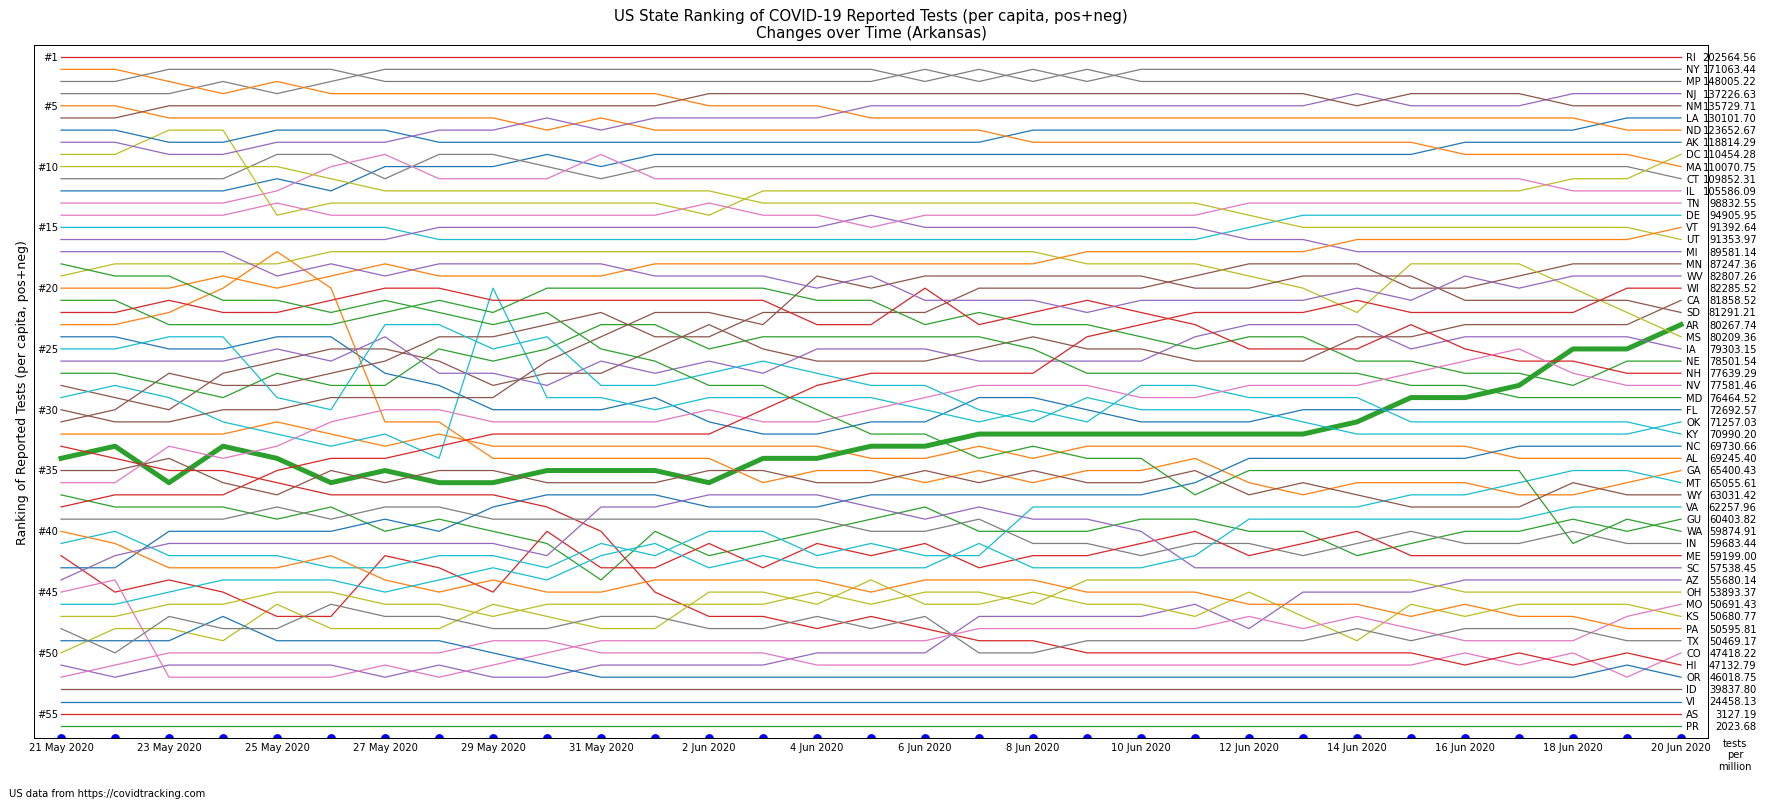 US State Ranking of COVID-19 Reported Tests (per capita, pos+neg)
Changes over Time (Arkansas)
Ranking of Reported Tests (per capita, pos+neg)
#1
#5
#10
#15
#20
#25
#30
#35
#40
#45
#50
#55
RI 202564.56
NY 171063.44
MP 148005.22
NJ 137226.63
NM 135729.71
LA 130101.70
ND 123652.67
AK 118814.29
DC 110454.28
MA 110070.75
CT 109852.31
IL 105586.09
TN 98832.55
DE 94905.95
VT 91392.64
UT 91353.97
MI 89581.14
MN 87247.36
WV 82807.26
WI 82285.52
CA 81858.52
SD 81291.21
AR 80267.74
MS 80209.36
IA 79303.15
NE 78501.54
NH 77639.29
NV 77581.46
MD 76464.52
FL 72692.57
OK 71257.03
KY 70990.20
NC 69730.66
AL 69245.40
GA 65400.43
MT 65055.61
WY 63031.42
VA 62257.96
GU 60403.82
WA 59874.91
IN 59683.44
ME 59199.00
SC 57538.45
AZ 55680.14
OH 53893.37
MO 50691.43
KS 50680.77
PA 50595.81
TX 50469.17
CO 47418.22
HI 47132.79
OR 46018.75
ID 39837.80
VI 24458.13
AS 3127.19
PR 2023.68
21 May 2020 23 May 2020 25 May 2020 27 May 2020 29 May 2020 31 May 2020 2 Jun 2020 4 Jun 2020 6 Jun 2020 8 Jun 2020 10 Jun 2020 12 Jun 2020 14 Jun 2020 16 Jun 2020 18 Jun 2020 20 Jun 2020
tests
per
million
US data from https://covidtracking.com